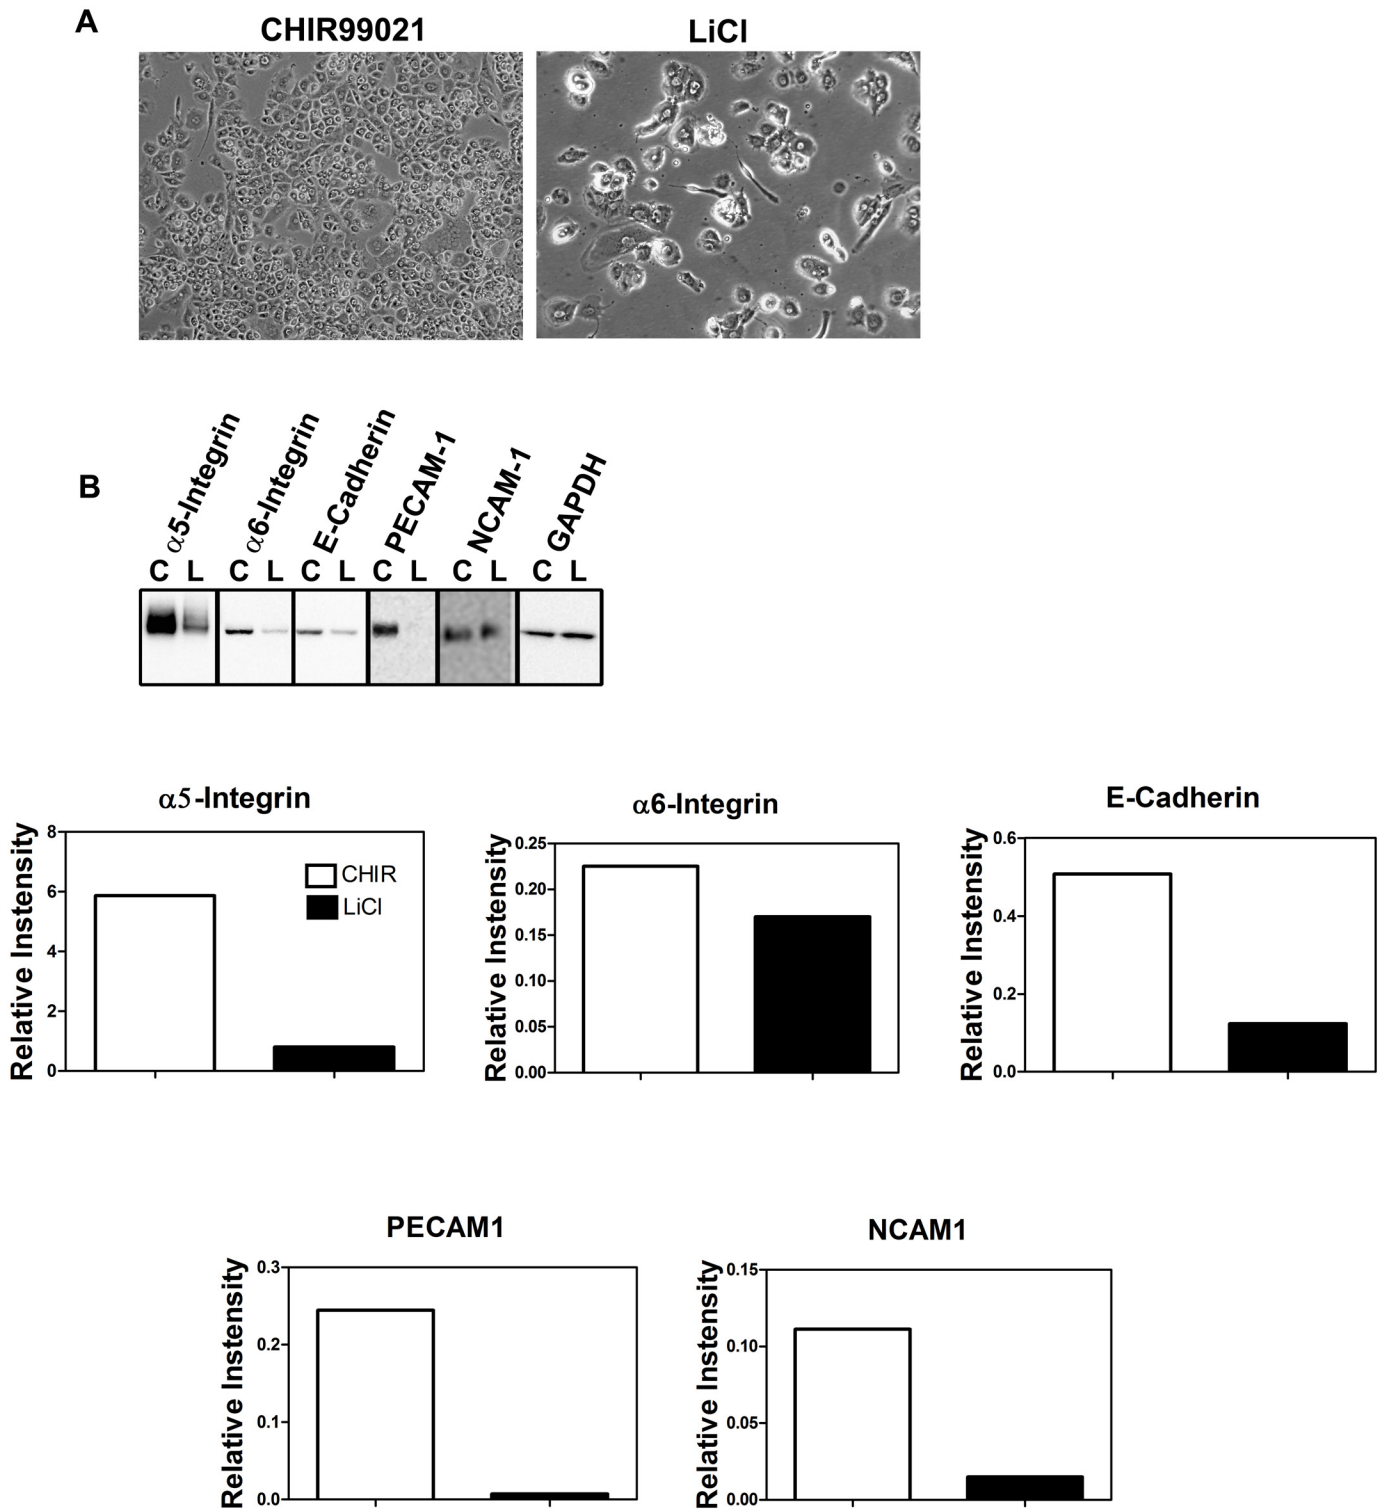 A
CHIR99021 LiCl
B
α5-Integrin α6-Integrin E-Cadherin PECAM-1 NCAM-1 GAPDH
C L C L C L C L C L C L
α5-Integrin
Relative Instensity
8
6
4
2
0
CHIR
LiCl
α6-Integrin
Relative Instensity
0.25
0.20
0.15
0.10
0.05
0.00
E-Cadherin
Relative Instensity
0.6
0.4
0.2
0.0
PECAM1
Relative Instensity
0.3
0.2
0.1
0.0
NCAM1
Relative Instensity
0.15
0.10
0.05
0.00